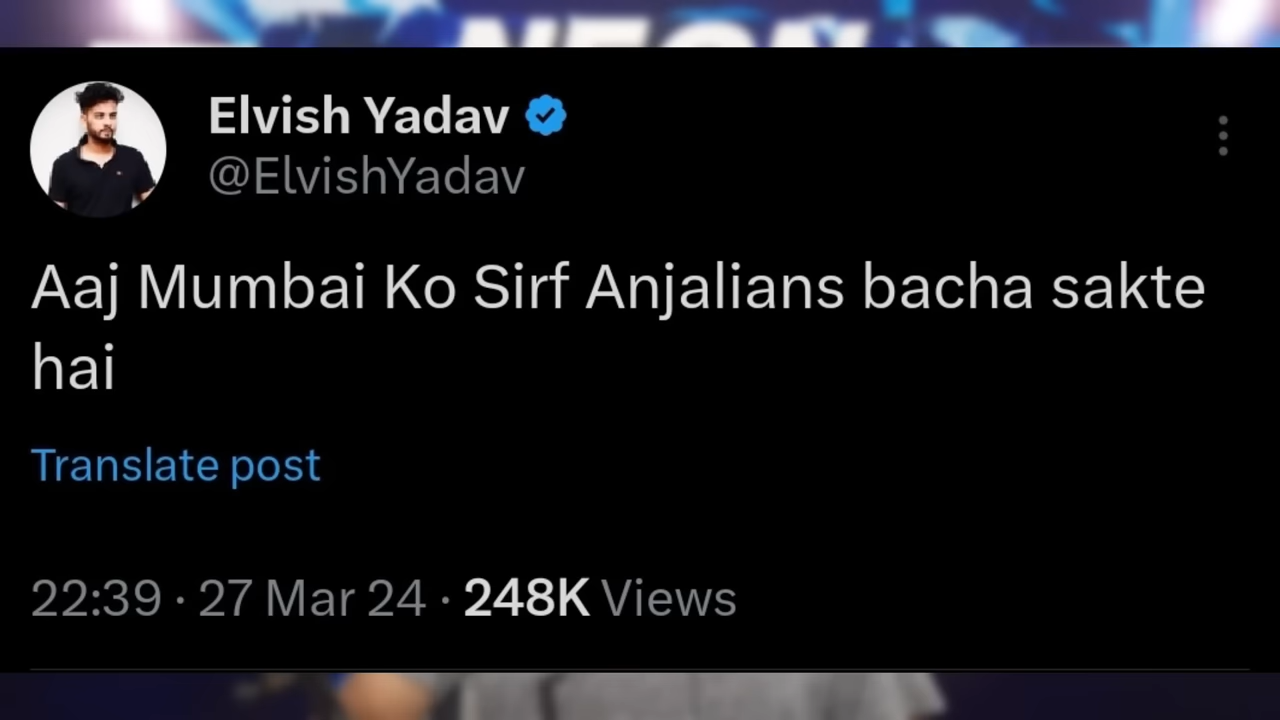 Elvish Yadav
@ElvishYadav
Aaj Mumbai Ko Sirf Anjalians bacha sakte
hai
Translate post
22:39 · 27 Mar 24 · 248K Views